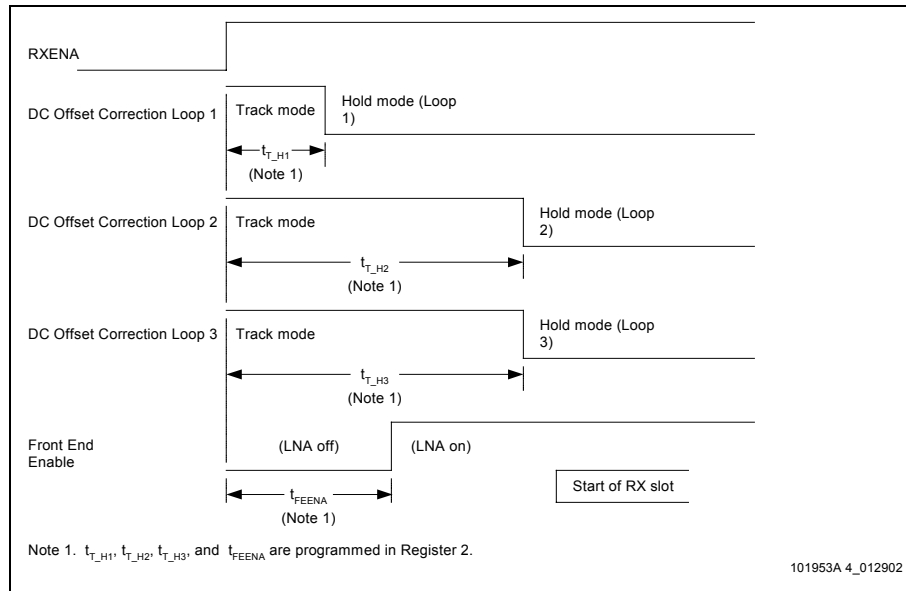 RXENA
DC Offset Correction Loop 1
Track mode
Hold mode (Loop
1)
t_T_H1
(Note 1)
DC Offset Correction Loop 2
Track mode
Hold mode (Loop
2)
t_T_H2
(Note 1)
DC Offset Correction Loop 3
Track mode
Hold mode (Loop
3)
t_T_H3
(Note 1)
Front End
Enable
(LNA off)
(LNA on)
t_FEENA
(Note 1)
Start of RX slot
Note 1. t_T_H1, t_T_H2, t_T_H3, and t_FEENA are programmed in Register 2.
101953A 4_012902